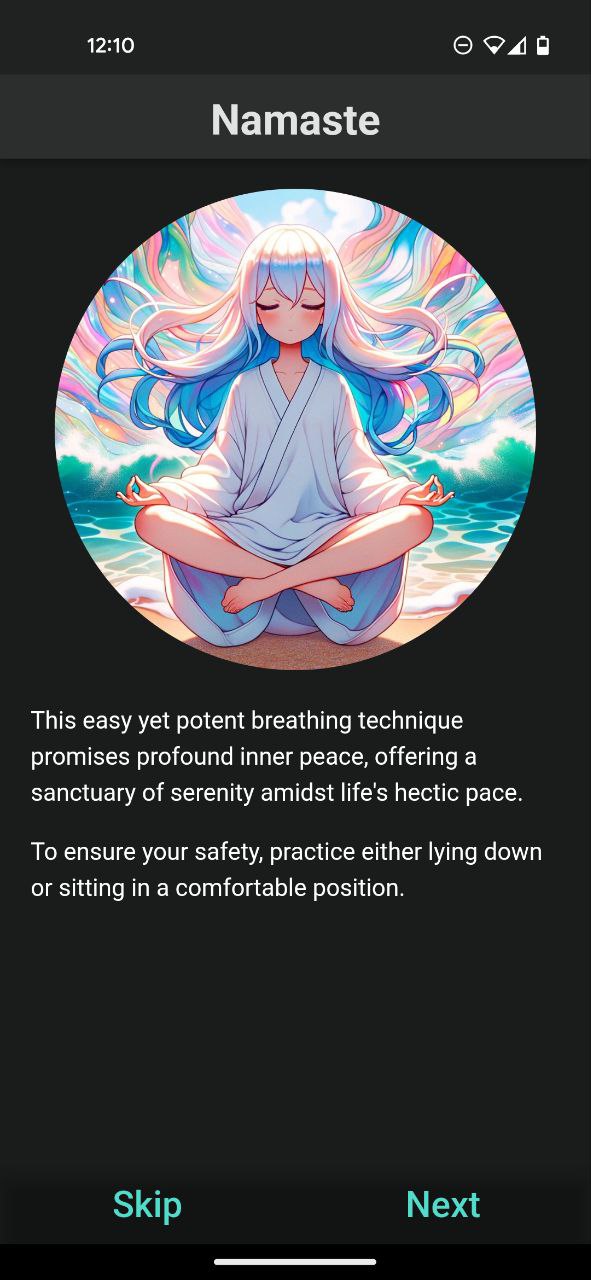 12:10
Namaste
This easy yet potent breathing technique
promises profound inner peace, offering a
sanctuary of serenity amidst life's hectic pace.
To ensure your safety, practice either lying down
or sitting in a comfortable position.
Skip
Next